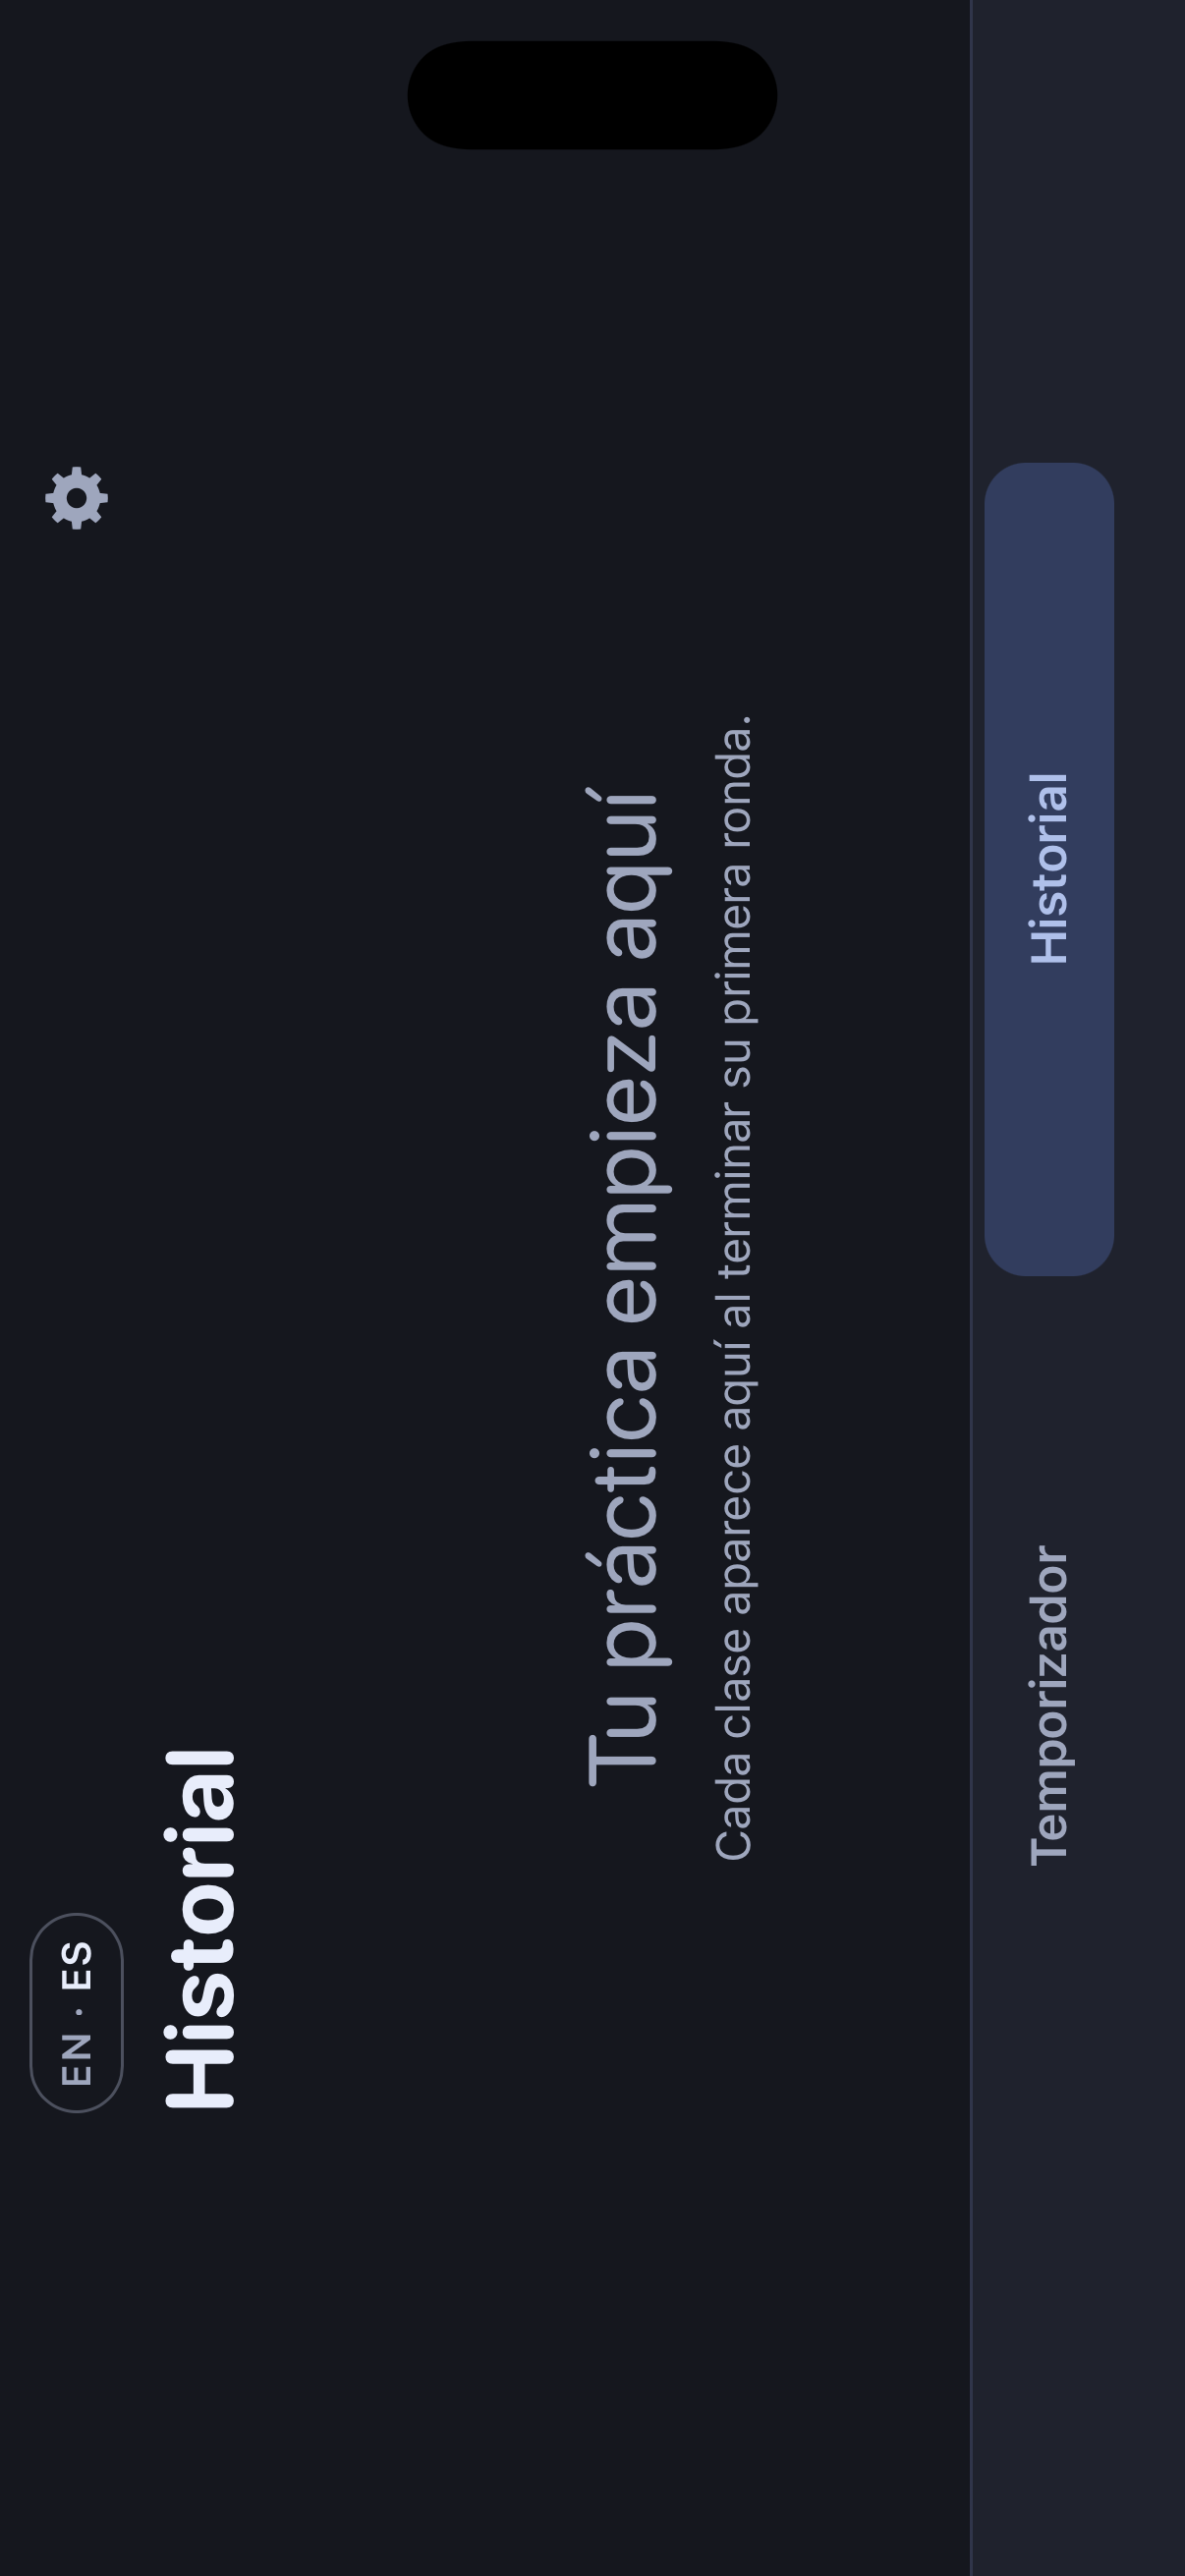 EN · ES
Historial
Tu práctica empieza aquí
Cada clase aparece aquí al terminar su primera ronda.
Temporizador
Historial